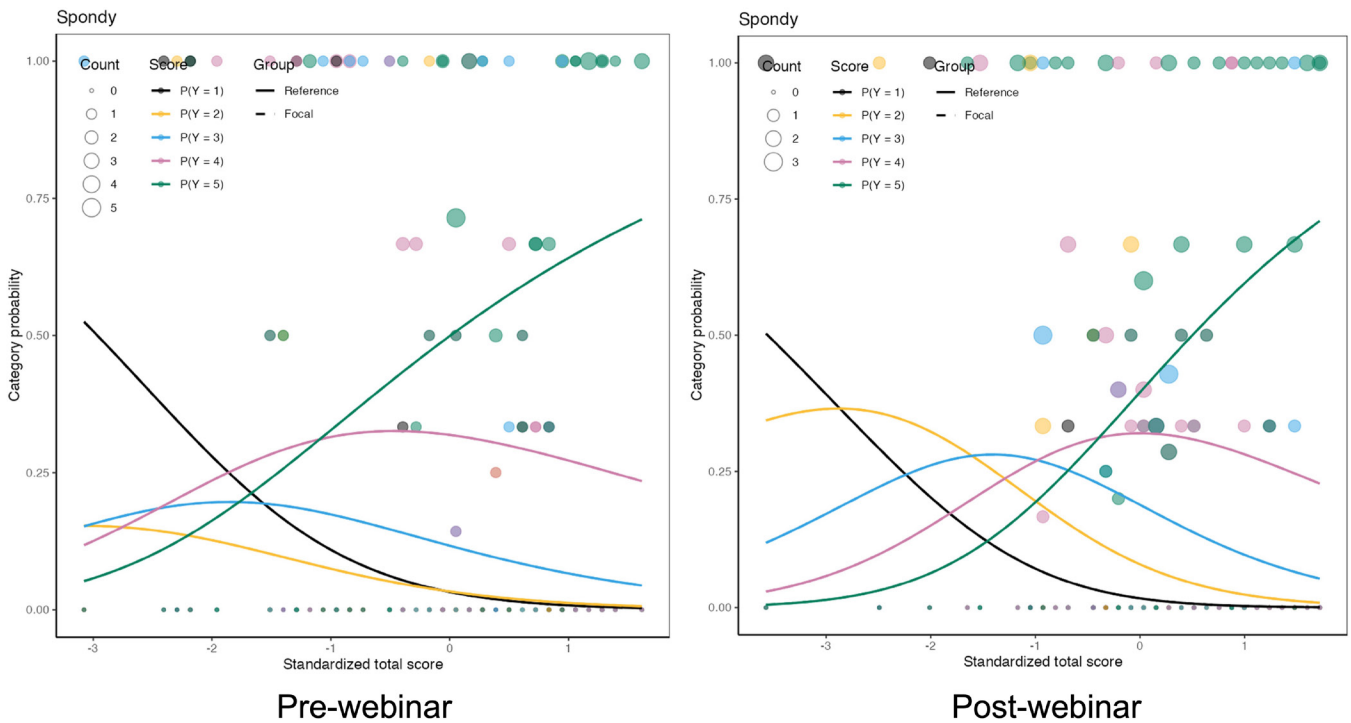 Spondy
1.00
0.75
0.50
0.25
0.00
Category probability
Count
0
1
2
3
4
5
Score
P(Y = 1)
P(Y = 2)
P(Y = 3)
P(Y = 4)
P(Y = 5)
Group
Reference
Focal
-3
-2
-1
0
1
Standardized total score
Pre-webinar
Spondy
1.00
0.75
0.50
0.25
0.00
Category probability
Count
0
1
2
3
Score
P(Y = 1)
P(Y = 2)
P(Y = 3)
P(Y = 4)
P(Y = 5)
Group
Reference
Focal
-3
-2
-1
0
1
Standardized total score
Post-webinar